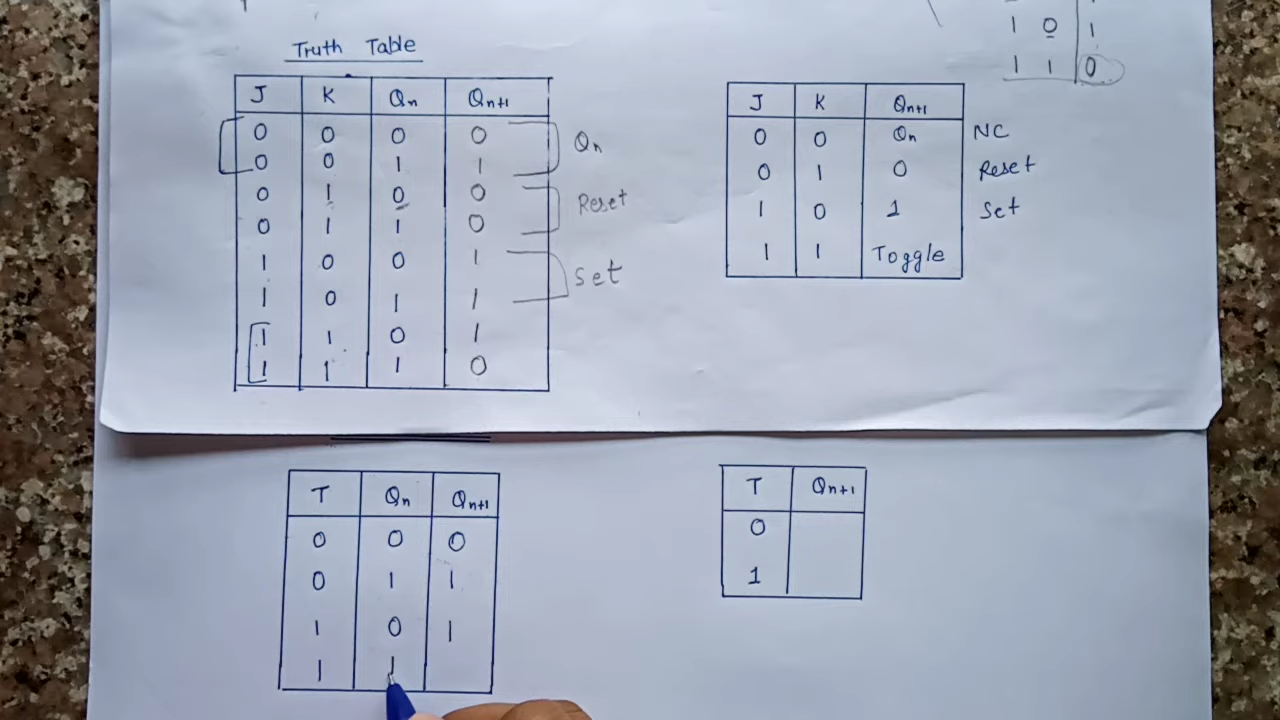 1 0 1
1 1 0
Truth Table
J K Qn Qn+1
0 0 0 0
0 0 1 1
Qn
0 1 0 0
0 1 1 0
Reset
1 0 0 1
1 0 1 1
Set
1 1 0 1
1 1 1 0
J K Qn+1
0 0 Qn NC
0 1 0 Reset
1 0 1 Set
1 1 Toggle
T Qn Qn+1
0 0 0
0 1 1
1 0 1
1 1
T Qn+1
0
1